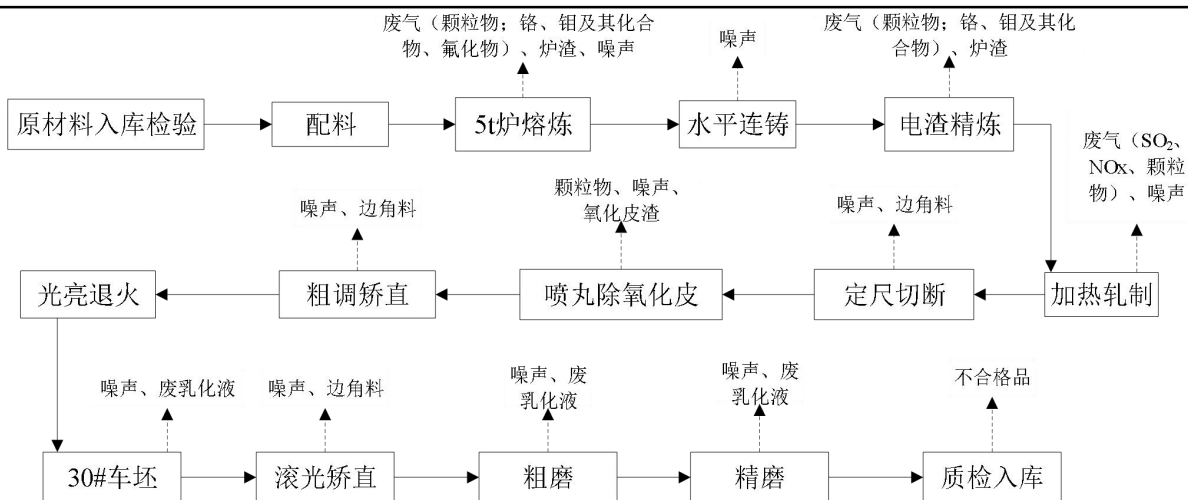 废气（颗粒物；铬、钼及其化合
物、氟化物）、炉渣、噪声
噪声
废气（颗粒物；铬、钼及其化
合物）、炉渣
原材料入库检验
配料
5t炉熔炼
水平连铸
电渣精炼
废气（SO₂、
NOx、颗粒
物）、噪声
噪声、边角料
颗粒物、噪声、
氧化皮渣
噪声、边角料
光亮退火
粗调矫直
喷丸除氧化皮
定尺切断
加热轧制
噪声、废乳化液
噪声、边角料
噪声、废
乳化液
噪声、废
乳化液
不合格品
30#车坯
滚光矫直
粗磨
精磨
质检入库